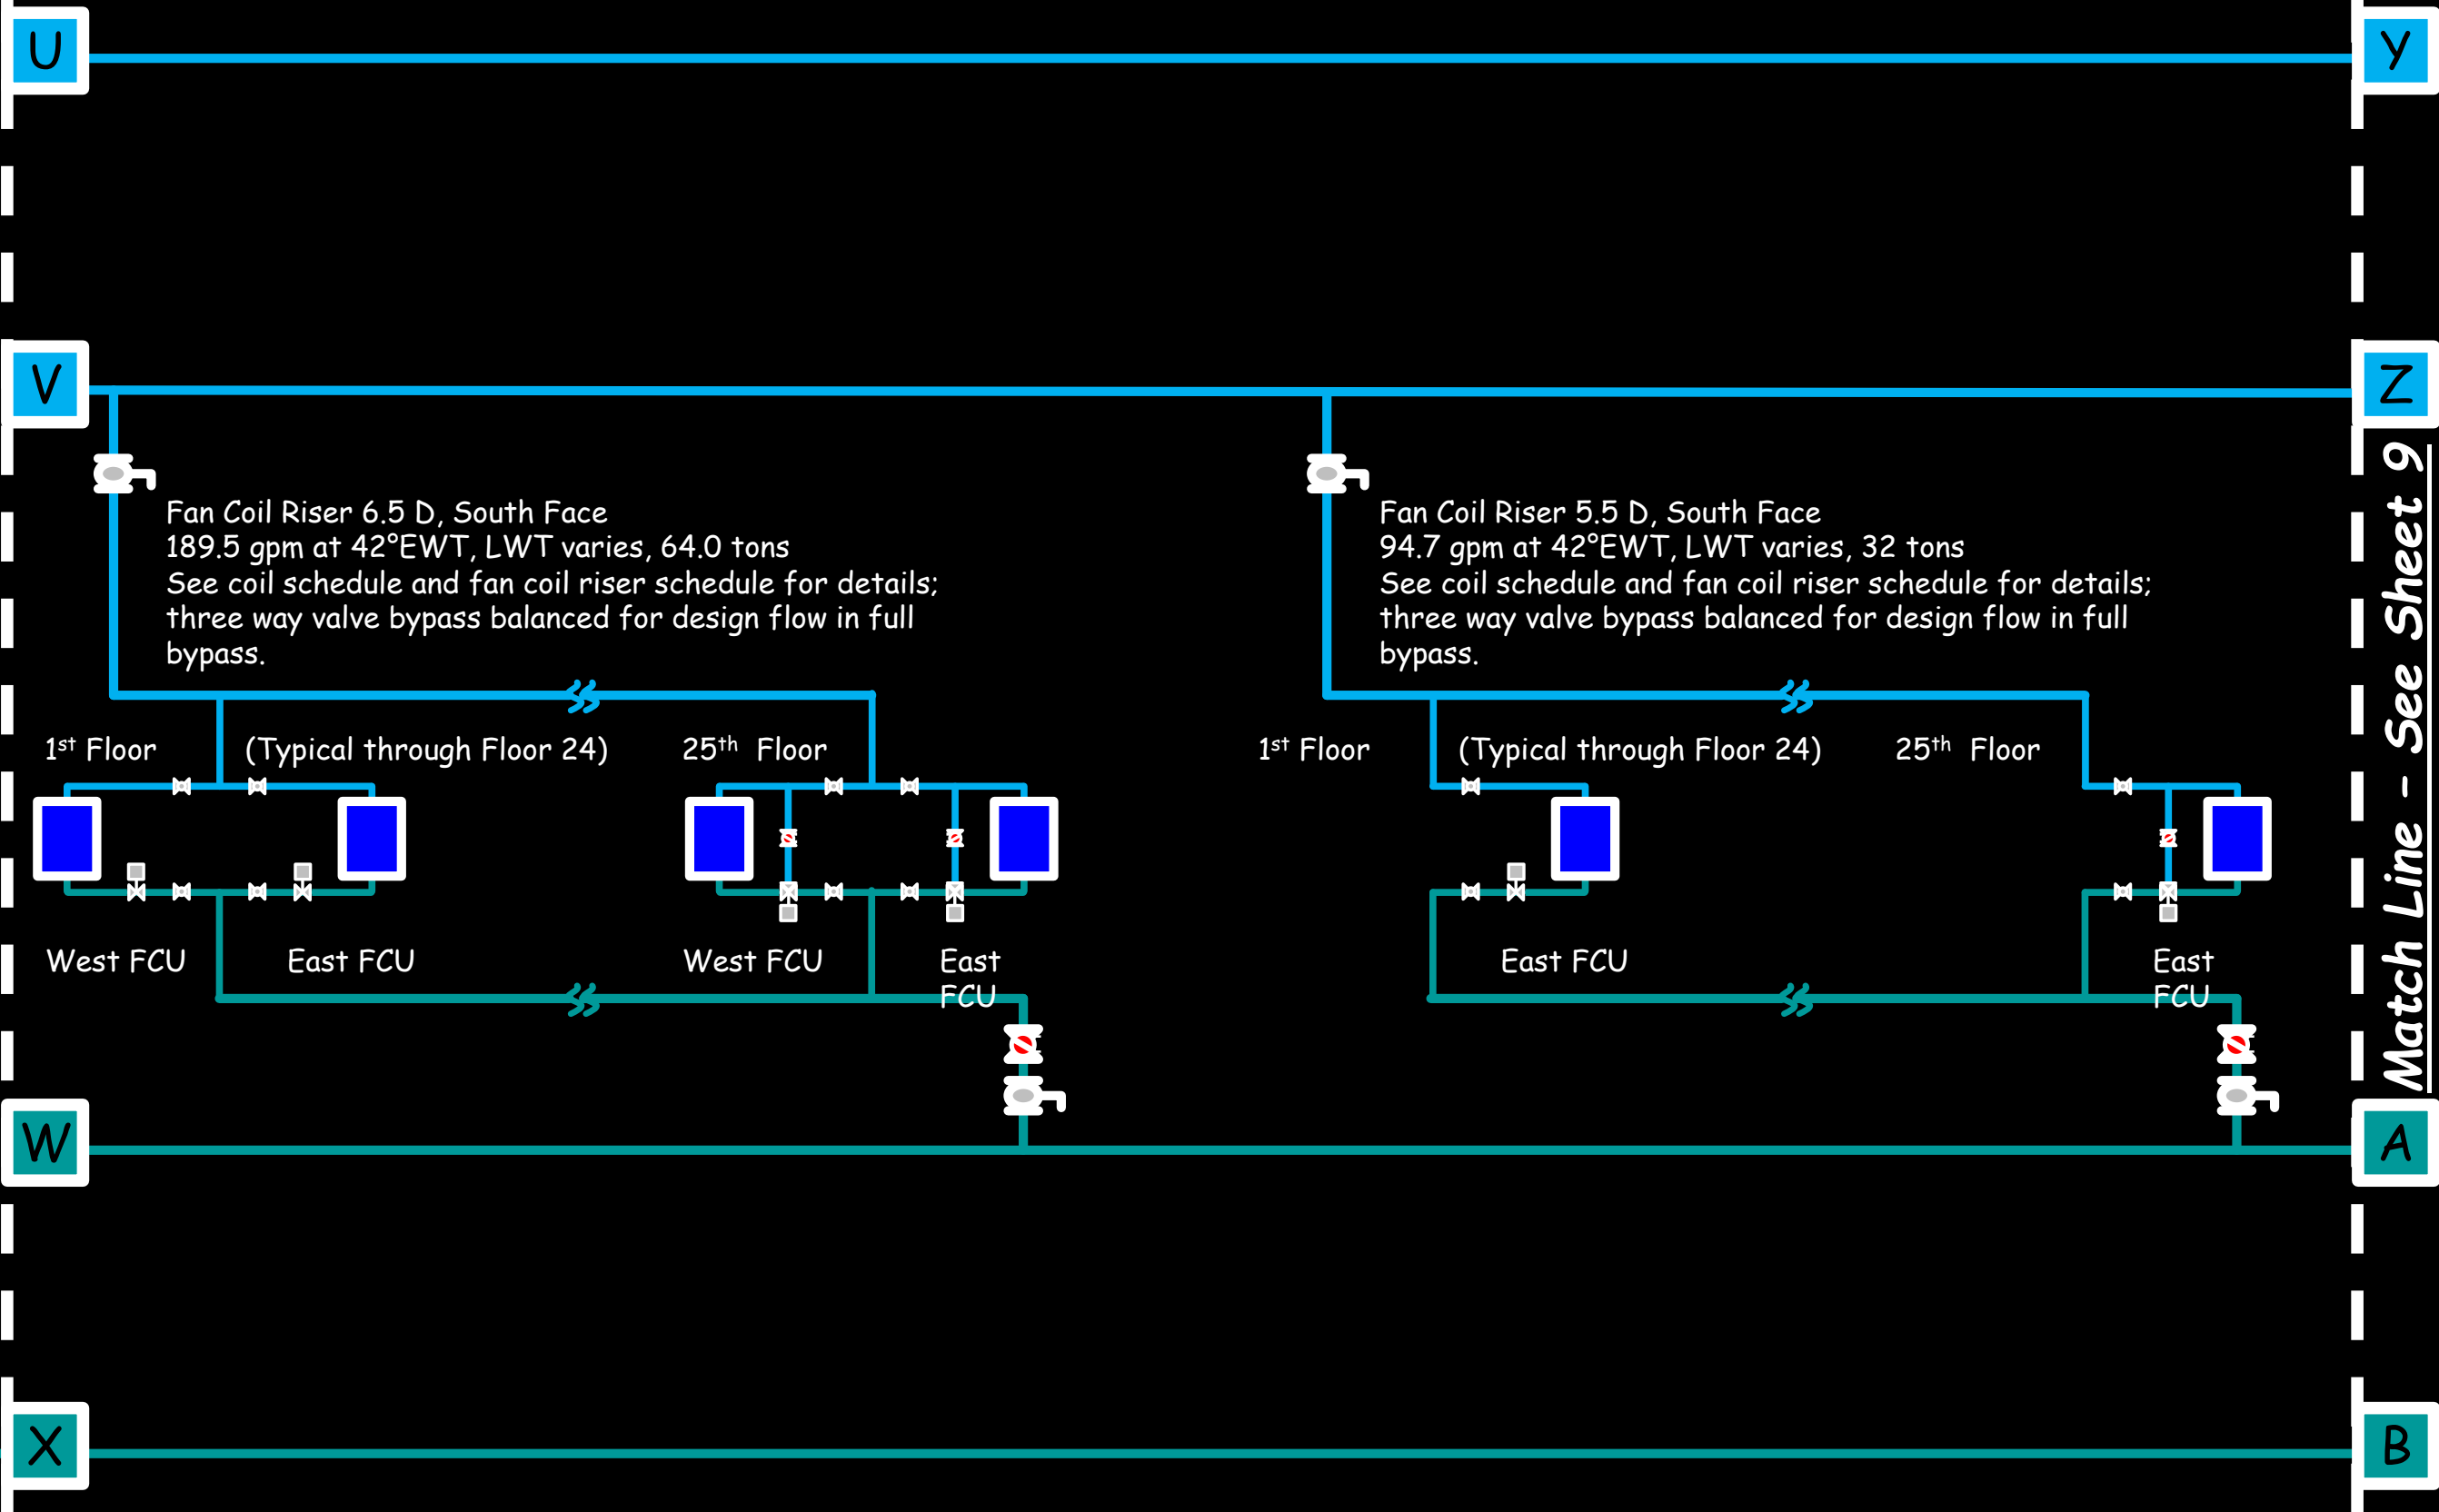 U
Y
V
Z
Fan Coil Riser 6.5 D, South Face
189.5 gpm at 42°EWT, LWT varies, 64.0 tons
See coil schedule and fan coil riser schedule for details;
three way valve bypass balanced for design flow in full
bypass.
Fan Coil Riser 5.5 D, South Face
94.7 gpm at 42°EWT, LWT varies, 32 tons
See coil schedule and fan coil riser schedule for details;
three way valve bypass balanced for design flow in full
bypass.
Match Line - See Sheet 9
1st Floor
(Typical through Floor 24)
25th Floor
1st Floor
(Typical through Floor 24)
25th Floor
West FCU
East FCU
West FCU
East
FCU
East FCU
East
FCU
W
A
X
B